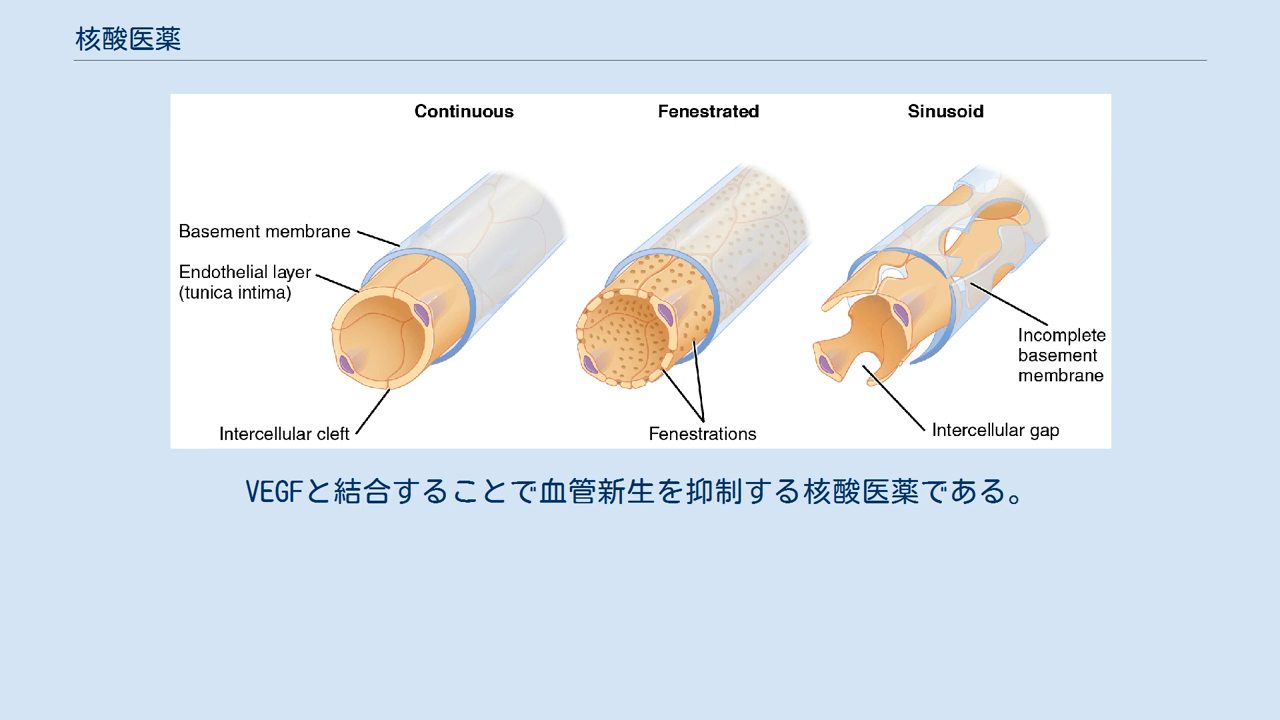 核酸医薬
Continuous
Fenestrated
Sinusoid
Basement membrane
Endothelial layer
(tunica intima)
Intercellular cleft
Fenestrations
Incomplete
basement
membrane
Intercellular gap
VEGFと結合することで血管新生を抑制する核酸医薬である。